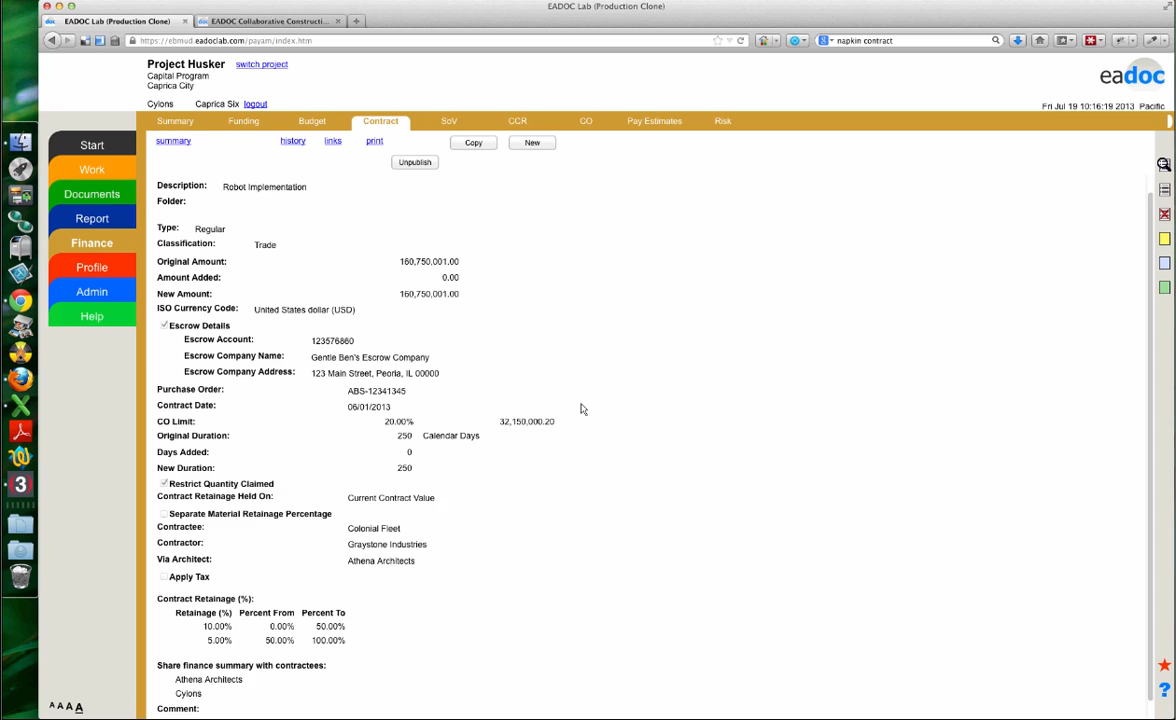 EADOC Lab (Production Clone)
EADOC Lab (Production Clone) × EADOC Collaborative Constructi... × +
https://ebmud.eadoclab.com/payam/index.htm napkin contract
Project Husker switch project
Capital Program
Caprica City
Cylons Caprica Six logout
eadoc
Fri Jul 19 10:16:19 2013 Pacific
Summary Funding Budget Contract SoV CCR CO Pay Estimates Risk
summary history links print Copy New
Unpublish
Start
Work
Documents
Report
Finance
Profile
Admin
Help
Description: Robot Implementation
Folder:
Type: Regular
Classification: Trade
Original Amount: 160,750,001.00
Amount Added: 0.00
New Amount: 160,750,001.00
ISO Currency Code: United States dollar (USD)
Escrow Details
Escrow Account: 123576860
Escrow Company Name: Gentle Ben's Escrow Company
Escrow Company Address: 123 Main Street, Peoria, IL 00000
Purchase Order: ABS-12341345
Contract Date: 06/01/2013
CO Limit: 20.00% 32,150,000.20
Original Duration: 250 Calendar Days
Days Added: 0
New Duration: 250
Restrict Quantity Claimed
Contract Retainage Held On: Current Contract Value
Separate Material Retainage Percentage
Contractee: Colonial Fleet
Contractor: Graystone Industries
Via Architect: Athena Architects
Apply Tax
Contract Retainage (%):
Retainage (%) Percent From Percent To
10.00% 0.00% 50.00%
5.00% 50.00% 100.00%
Share finance summary with contractees:
Athena Architects
Cylons
Comment:
A A A A
3
?